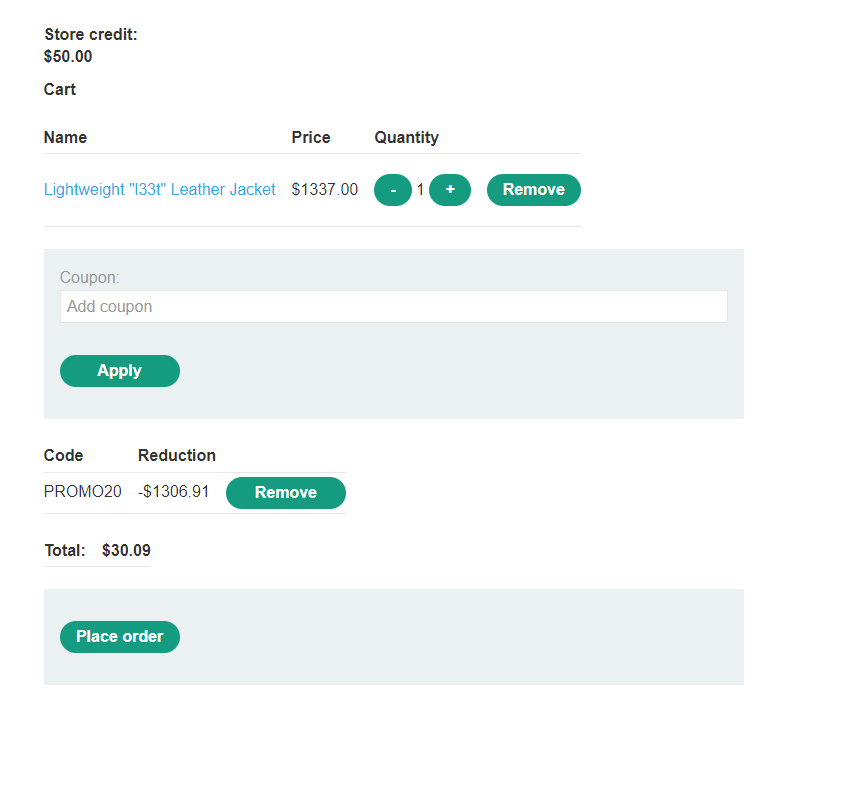 Store credit:
$50.00
Cart
Name Price Quantity
Lightweight "l33t" Leather Jacket $1337.00 - 1 + Remove
Coupon:
Add coupon
Apply
Code Reduction
PROMO20 -$1306.91 Remove
Total: $30.09
Place order